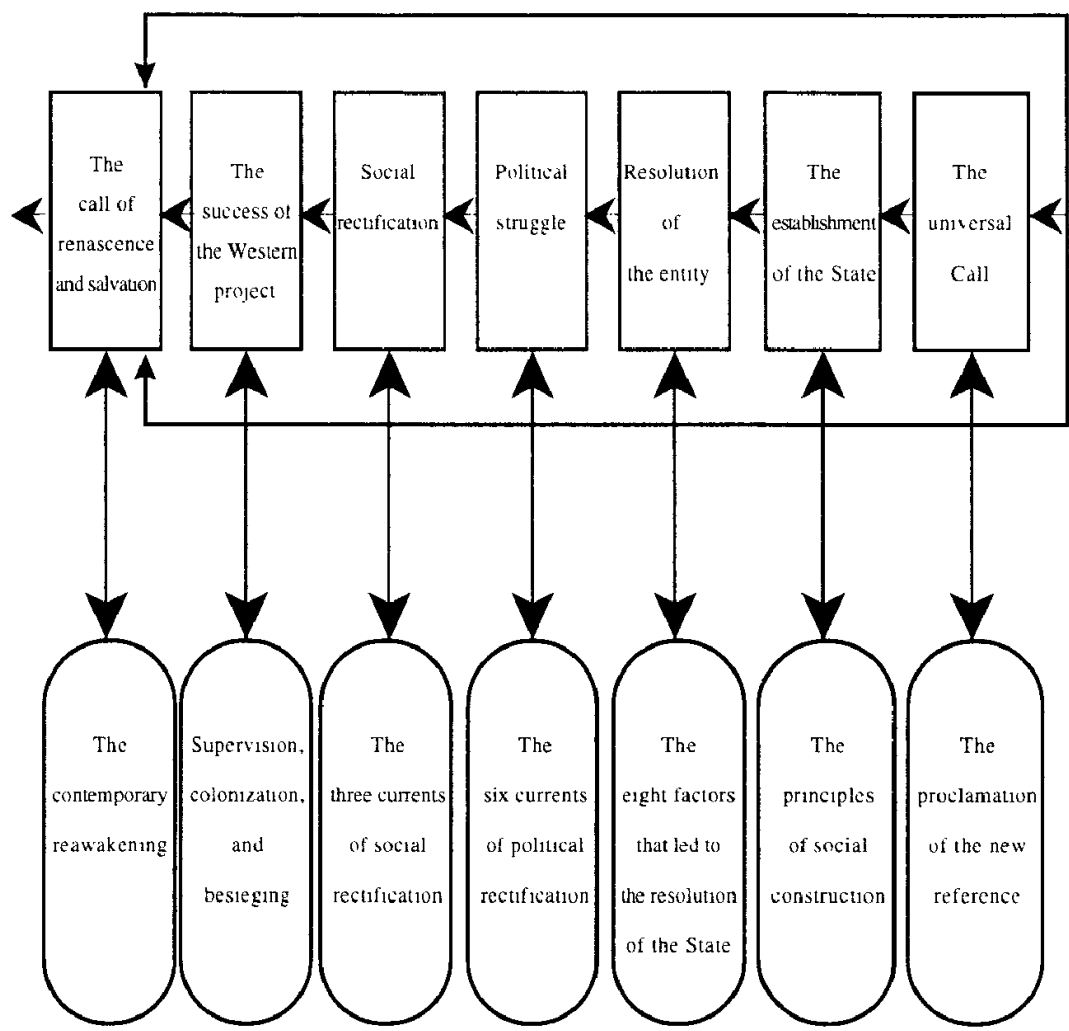 The
call of
renascence
and salvation
The
success of
the Western
project
Social
rectification
Political
struggle
Resolution
of
the entity
The
establishment
of the State
The
universal
Call
The
contemporary
reawakening
Supervision,
colonization,
and
besieging
The
three currents
of social
rectification
The
six currents
of political
rectification
The
eight factors
that led to
the resolution
of the State
The
principles
of social
construction
The
proclamation
of the new
reference